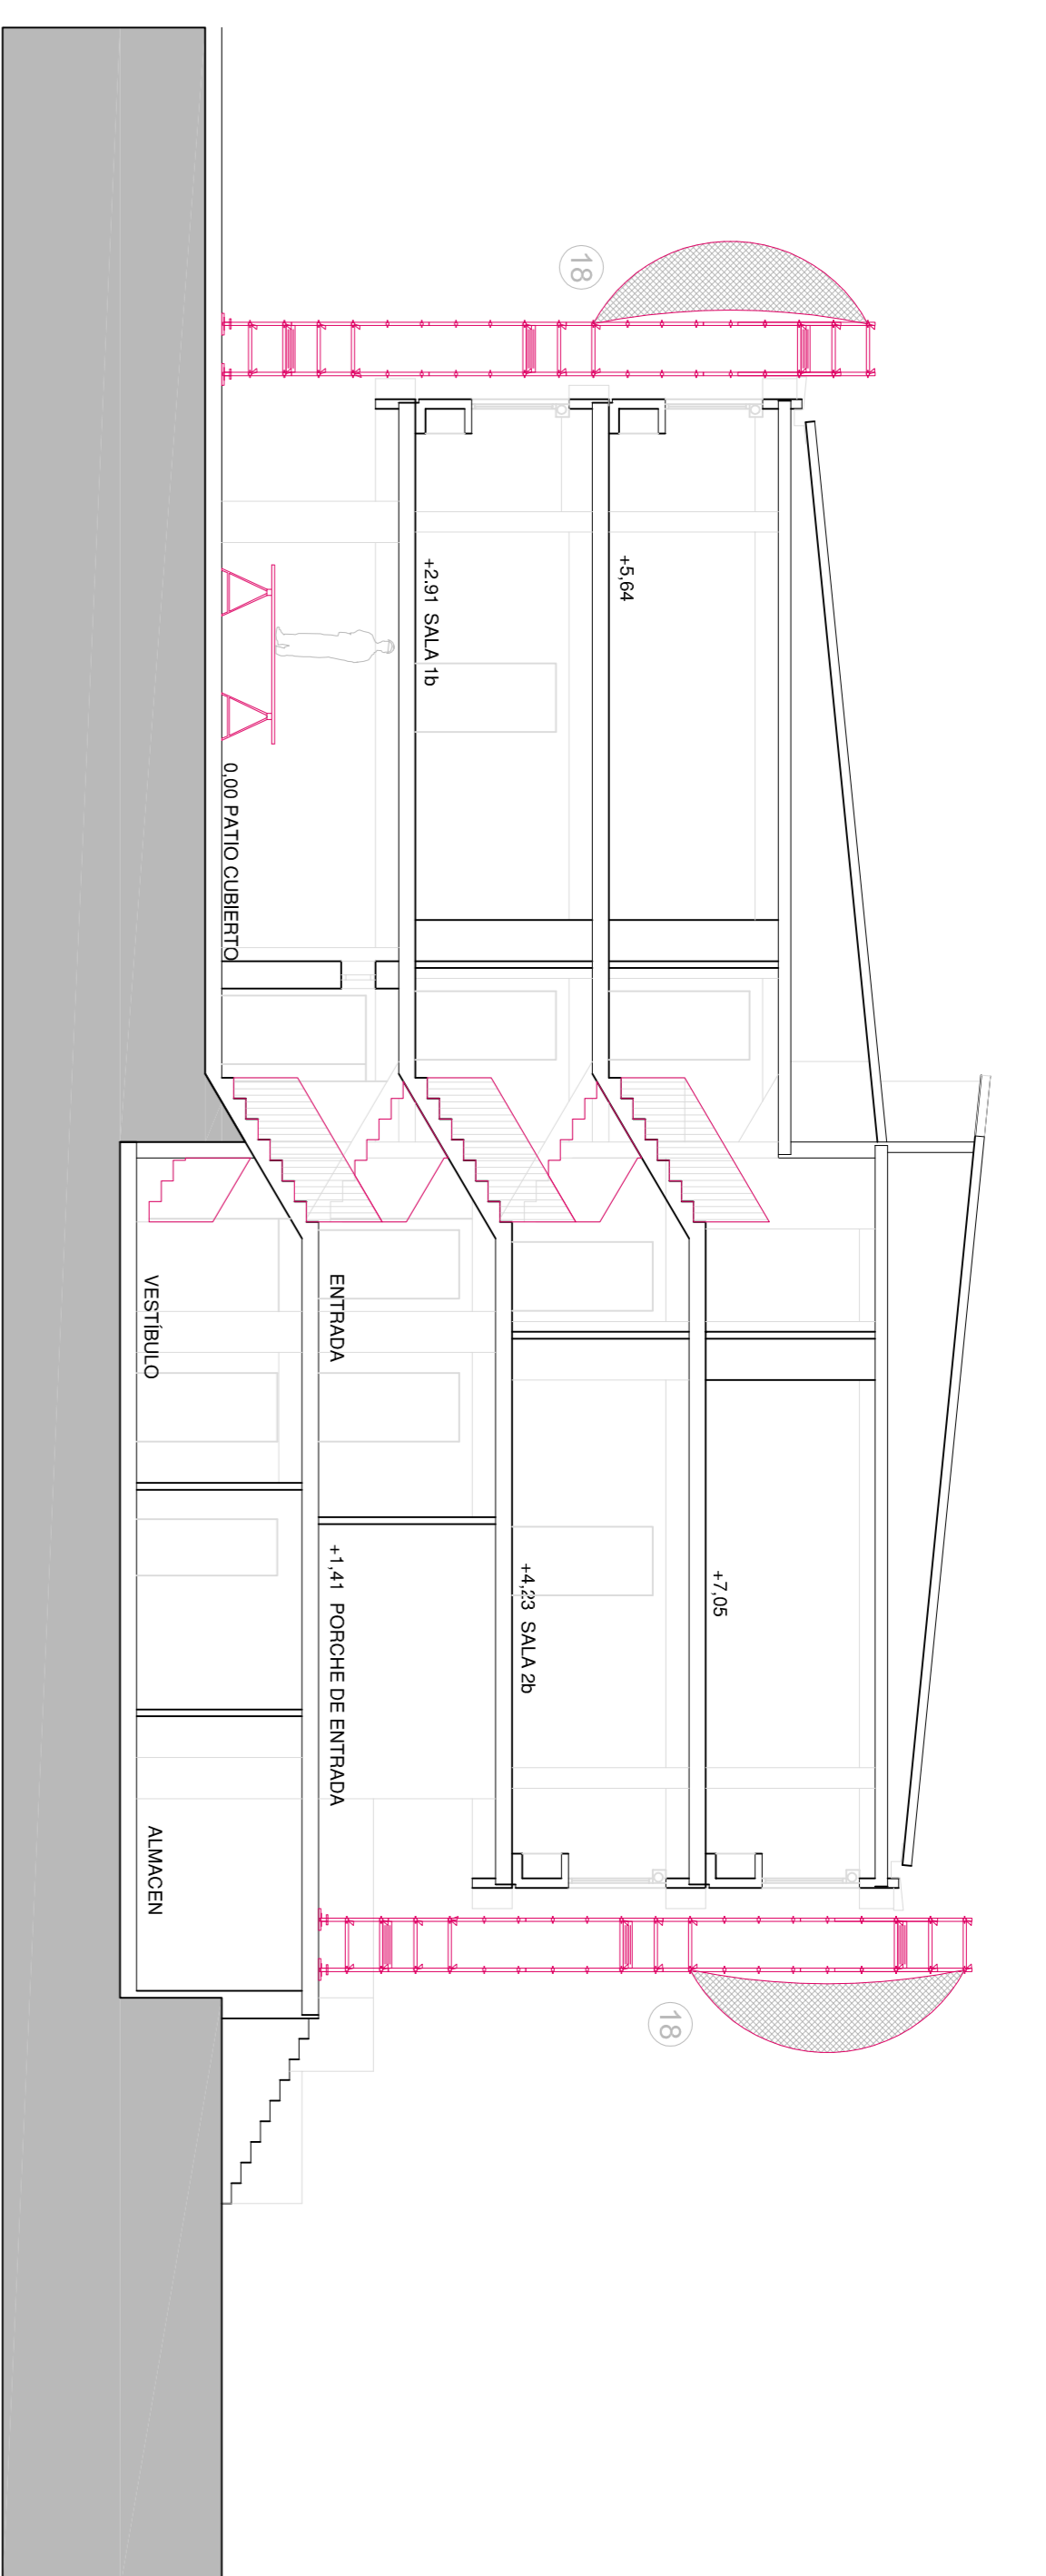 18
+5,64
+2.91 SALA 1b
0,00 PATIO CUBIERTO
+7,05
+4,23 SALA 2b
ENTRADA
+1,41 PORCHE DE ENTRADA
VESTÍBULO
ALMACEN
18